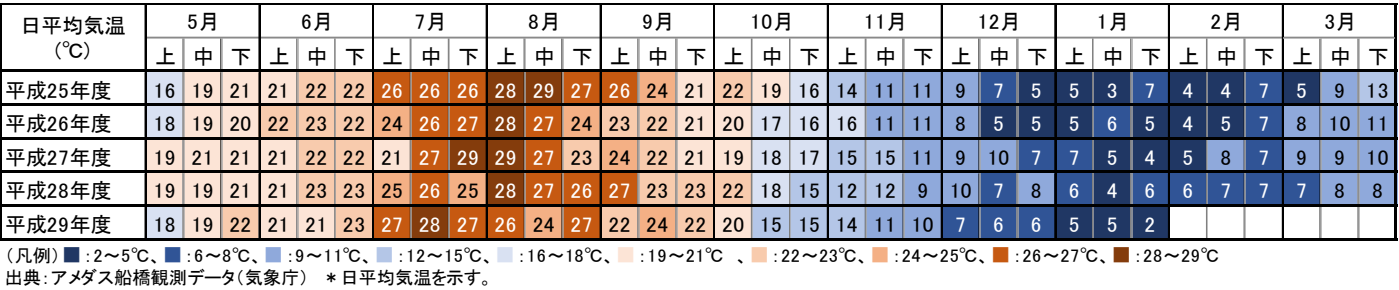 日平均気温 5月 6月 7月 8月 9月 10月 11月 12月 1月 2月 3月
(℃) 上 中 下 上 中 下 上 中 下 上 中 下 上 中 下 上 中 下 上 中 下 上 中 下 上 中 下 上 中 下 上 中 下
平成25年度 16 19 21 21 22 22 26 26 26 28 29 27 26 24 21 22 19 16 14 11 11 9 7 5 5 3 7 4 4 7 5 9 13
平成26年度 18 19 20 22 23 22 24 26 27 28 27 24 23 22 21 20 17 16 16 11 11 8 5 5 5 6 5 4 5 7 8 10 11
平成27年度 19 21 21 21 22 22 21 27 29 29 27 23 24 22 21 19 18 17 15 15 11 9 10 7 7 5 4 5 8 7 9 9 10
平成28年度 19 19 21 21 23 23 25 26 25 28 27 26 27 23 23 22 18 15 12 12 9 10 7 8 6 4 6 6 7 7 7 8 8
平成29年度 18 19 22 21 21 23 27 28 27 26 24 27 22 24 22 20 15 15 14 11 10 7 6 6 5 5 2
(凡例) :2～5℃、 :6～8℃、 :9～11℃、 :12～15℃、 :16～18℃、 :19～21℃ 、 :22～23℃、 :24～25℃、 :26～27℃、 :28～29℃
出典:アメダス船橋観測データ(気象庁) ＊日平均気温を示す。